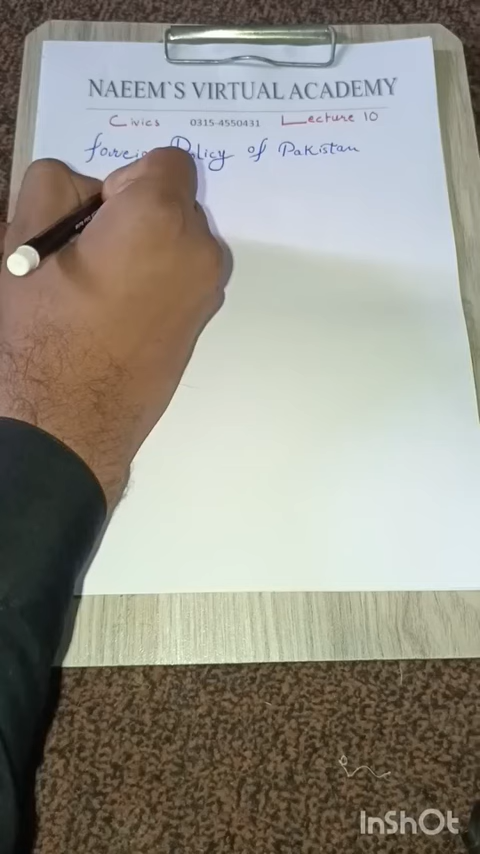 NAEEM`S VIRTUAL ACADEMY
Civics 0315-4550431 Lecture 10
Policy of Pakistan
InShOt